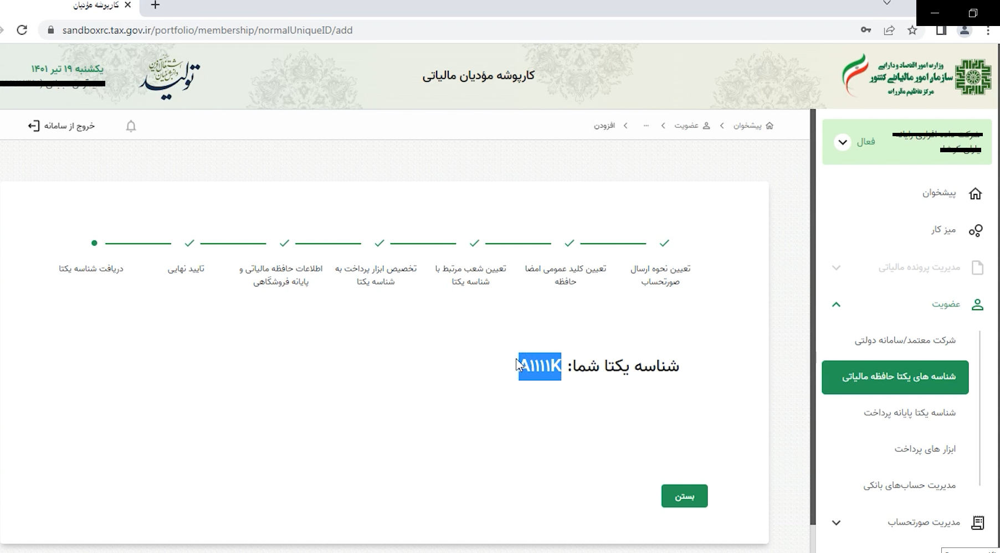 کارپوشه مؤدیان
sandboxrc.tax.gov.ir/portfolio/membership/normalUniqueID/add
وزارت امور اقتصاد و دارایی
سازمان امور مالیاتی کشور
مرکز تنظیم مقررات
کارپوشه مؤدیان مالیاتی
تولید
دانش‌بنیان
اشتغال‌آفرین
یکشنبه ۱۹ تیر ۱۴۰۱
پیشخوان
عضویت
...
افزودن
خروج از سامانه
فعال
پیشخوان
میز کار
مدیریت پرونده مالیاتی
عضویت
شرکت معتمد/سامانه دولتی
شناسه های یکتا حافظه مالیاتی
شناسه یکتا پایانه پرداخت
ابزار های پرداخت
مدیریت حساب‌های بانکی
مدیریت صورتحساب
تعیین نحوه ارسال
صورتحساب
تعیین کلید عمومی امضا
حافظه
تعیین شعب مرتبط با
شناسه یکتا
تخصیص ابزار پرداخت به
شناسه یکتا
اطلاعات حافظه مالیاتی و
پایانه فروشگاهی
تایید نهایی
دریافت شناسه یکتا
شناسه یکتا شما: A۱۱۱۱K
بستن